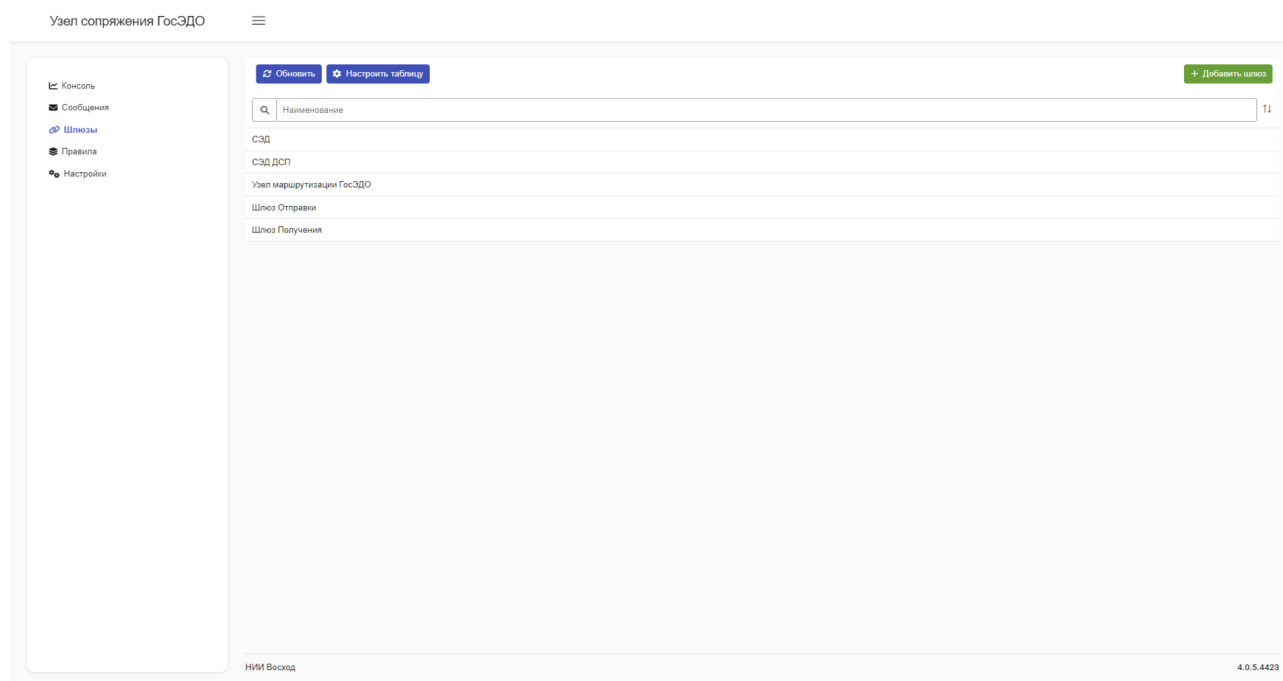 Узел сопряжения ГосЭДО
Консоль
Сообщения
Шлюзы
Правила
Настройки
Обновить
Настроить таблицу
+ Добавить шлюз
Наименование
СЭД
СЭД ДСП
Узел маршрутизации ГосЭДО
Шлюз Отправки
Шлюз Получения
НИИ Восход
4.0.5.4423